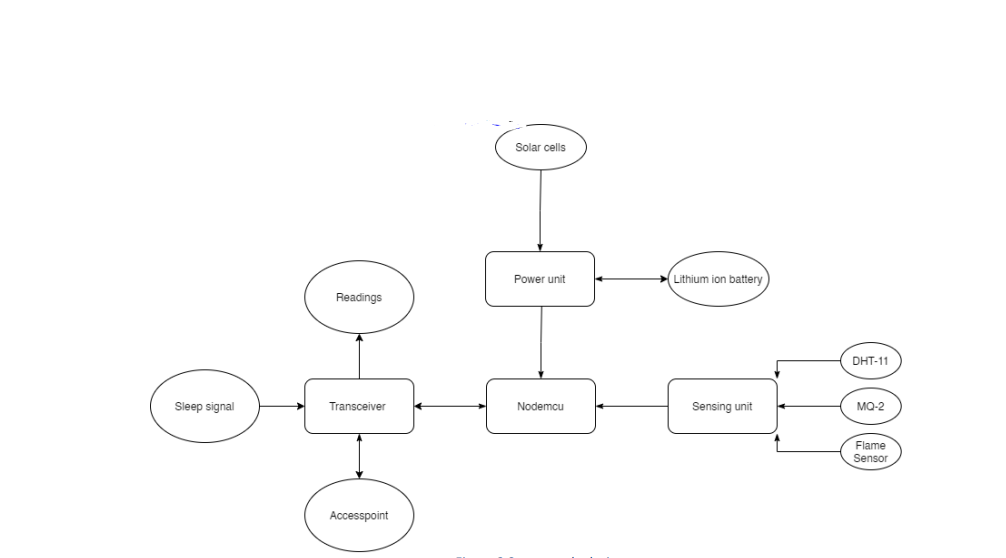 Solar cells
Power unit
Lithium ion battery
Readings
DHT-11
Sleep signal
Transceiver
Nodemcu
Sensing unit
MQ-2
Flame
Sensor
Accesspoint